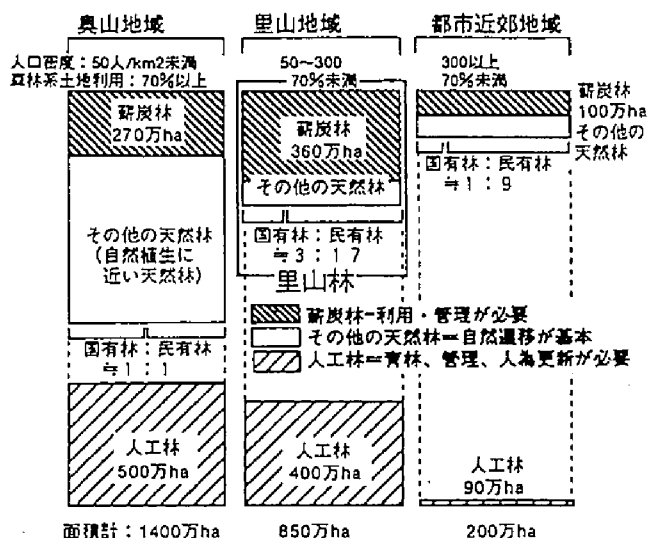 奥山地域
里山地域
都市近郊地域
人口密度：50人/km2未満
森林系土地利用：70％以上
50〜300
70％未満
300以上
70％未満
薪炭林
270万ha
その他の天然林
（自然植生に
近い天然林）
国有林：民有林
≒1：1
人工林
500万ha
薪炭林
360万ha
その他の天然林
国有林：民有林
≒3：17
里山林
薪炭林
100万ha
その他の
天然林
国有林：民有林
≒1：9
薪炭林＝利用・管理が必要
その他の天然林＝自然遷移が基本
人工林＝育林、管理、人為更新が必要
人工林
400万ha
人工林
90万ha
面積計：1400万ha
850万ha
200万ha